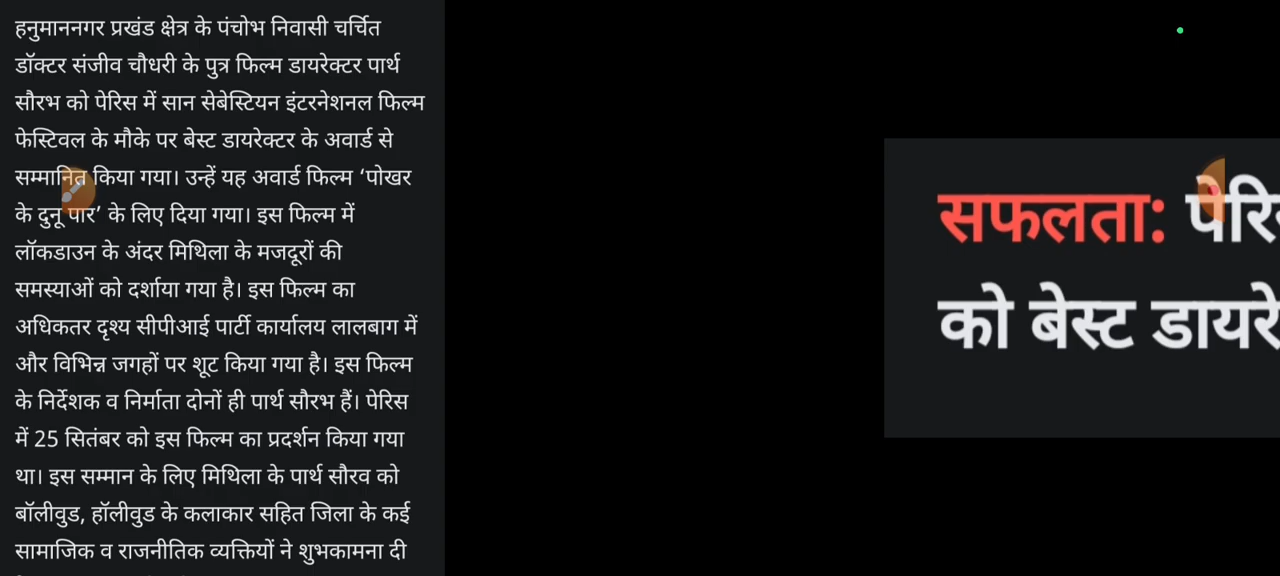 हनुमाननगर प्रखंड क्षेत्र के पंचोभ निवासी चर्चित
डॉक्टर संजीव चौधरी के पुत्र फिल्म डायरेक्टर पार्थ
सौरभ को पेरिस में सान सेबेस्टियन इंटरनेशनल फिल्म
फेस्टिवल के मौके पर बेस्ट डायरेक्टर के अवार्ड से
सम्मानित किया गया। उन्हें यह अवार्ड फिल्म ‘पोखर
के दुनू पार’ के लिए दिया गया। इस फिल्म में
लॉकडाउन के अंदर मिथिला के मजदूरों की
समस्याओं को दर्शाया गया है। इस फिल्म का
अधिकतर दृश्य सीपीआई पार्टी कार्यालय लालबाग में
और विभिन्न जगहों पर शूट किया गया है। इस फिल्म
के निर्देशक व निर्माता दोनों ही पार्थ सौरभ हैं। पेरिस
में 25 सितंबर को इस फिल्म का प्रदर्शन किया गया
था। इस सम्मान के लिए मिथिला के पार्थ सौरव को
बॉलीवुड, हॉलीवुड के कलाकार सहित जिला के कई
सामाजिक व राजनीतिक व्यक्तियों ने शुभकामना दी
सफलता: पेरि
को बेस्ट डायरे